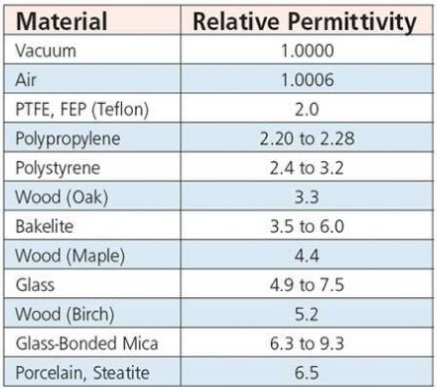 Material Relative Permittivity
Vacuum 1.0000
Air 1.0006
PTFE, FEP (Teflon) 2.0
Polypropylene 2.20 to 2.28
Polystyrene 2.4 to 3.2
Wood (Oak) 3.3
Bakelite 3.5 to 6.0
Wood (Maple) 4.4
Glass 4.9 to 7.5
Wood (Birch) 5.2
Glass-Bonded Mica 6.3 to 9.3
Porcelain, Steatite 6.5